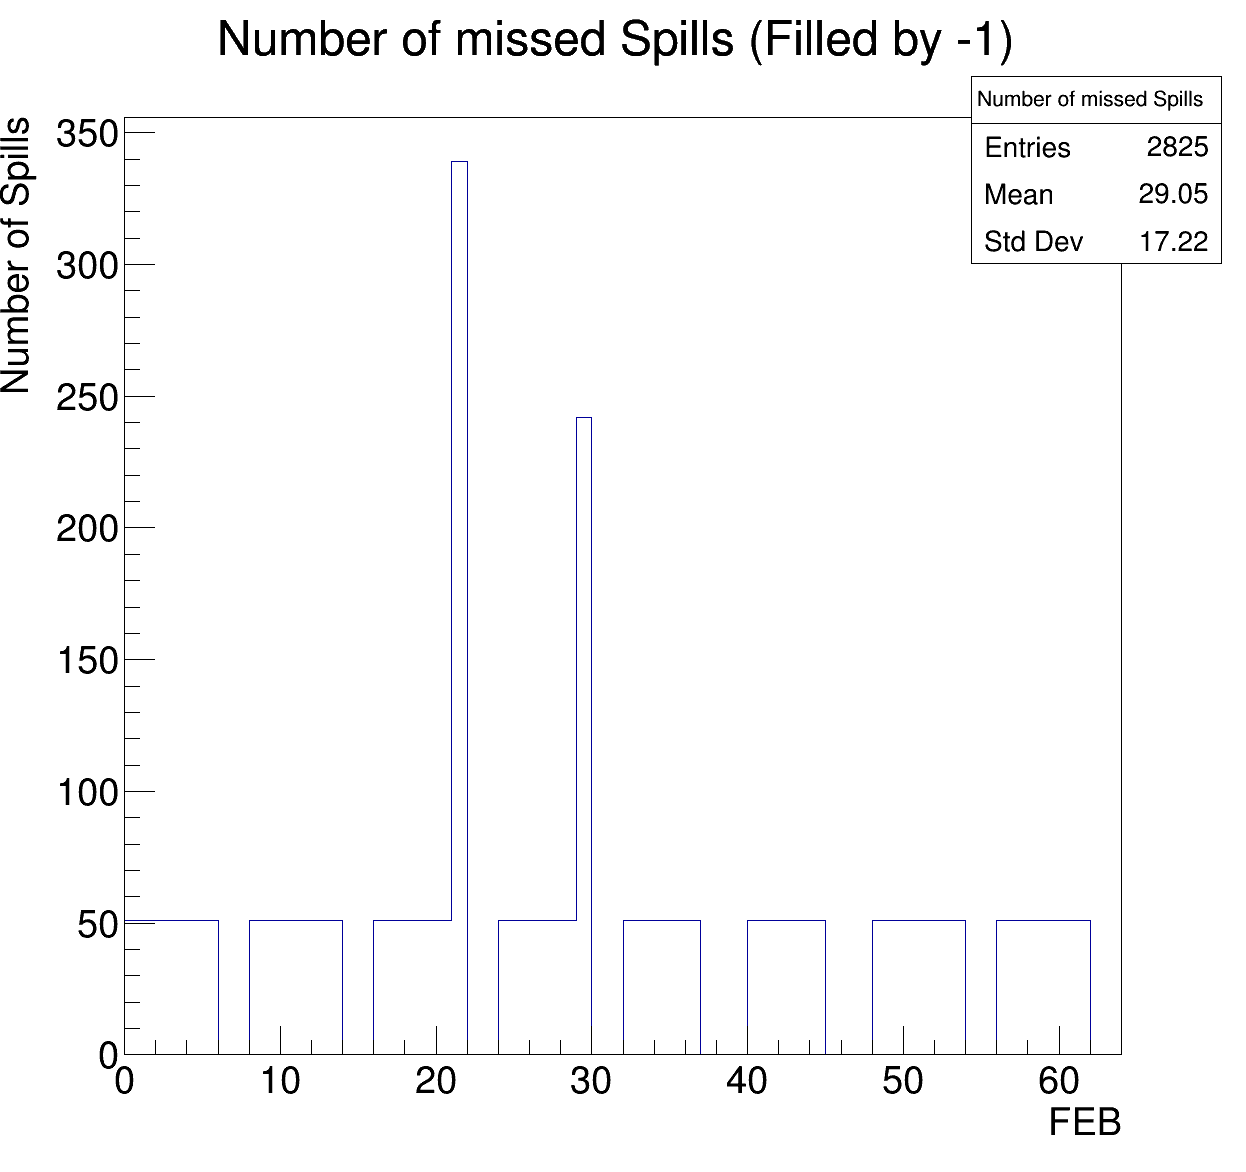 Number of missed Spills (Filled by -1)
Number of missed Spills
Entries 2825
Mean 29.05
Std Dev 17.22
Number of Spills
350
300
250
200
150
100
50
0
0 10 20 30 40 50 60
FEB